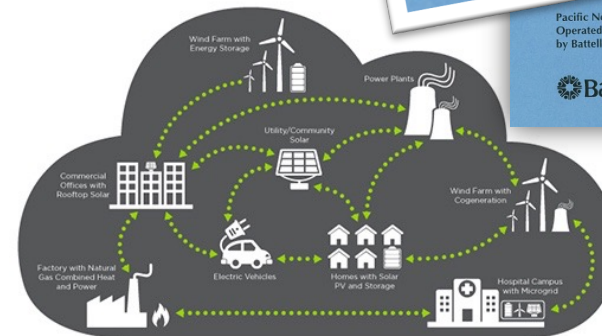 Pacific No
Operated
by Battell
Ba
Wind Farm with
Energy Storage
Power Plants
Utility/Community
Solar
Commercial
Offices with
Rooftop Solar
Wind Farm with
Cogeneration
Electric Vehicles
Homes with Solar
PV and Storage
Factory with Natural
Gas Combined Heat
and Power
Hospital Campus
with Microgrid